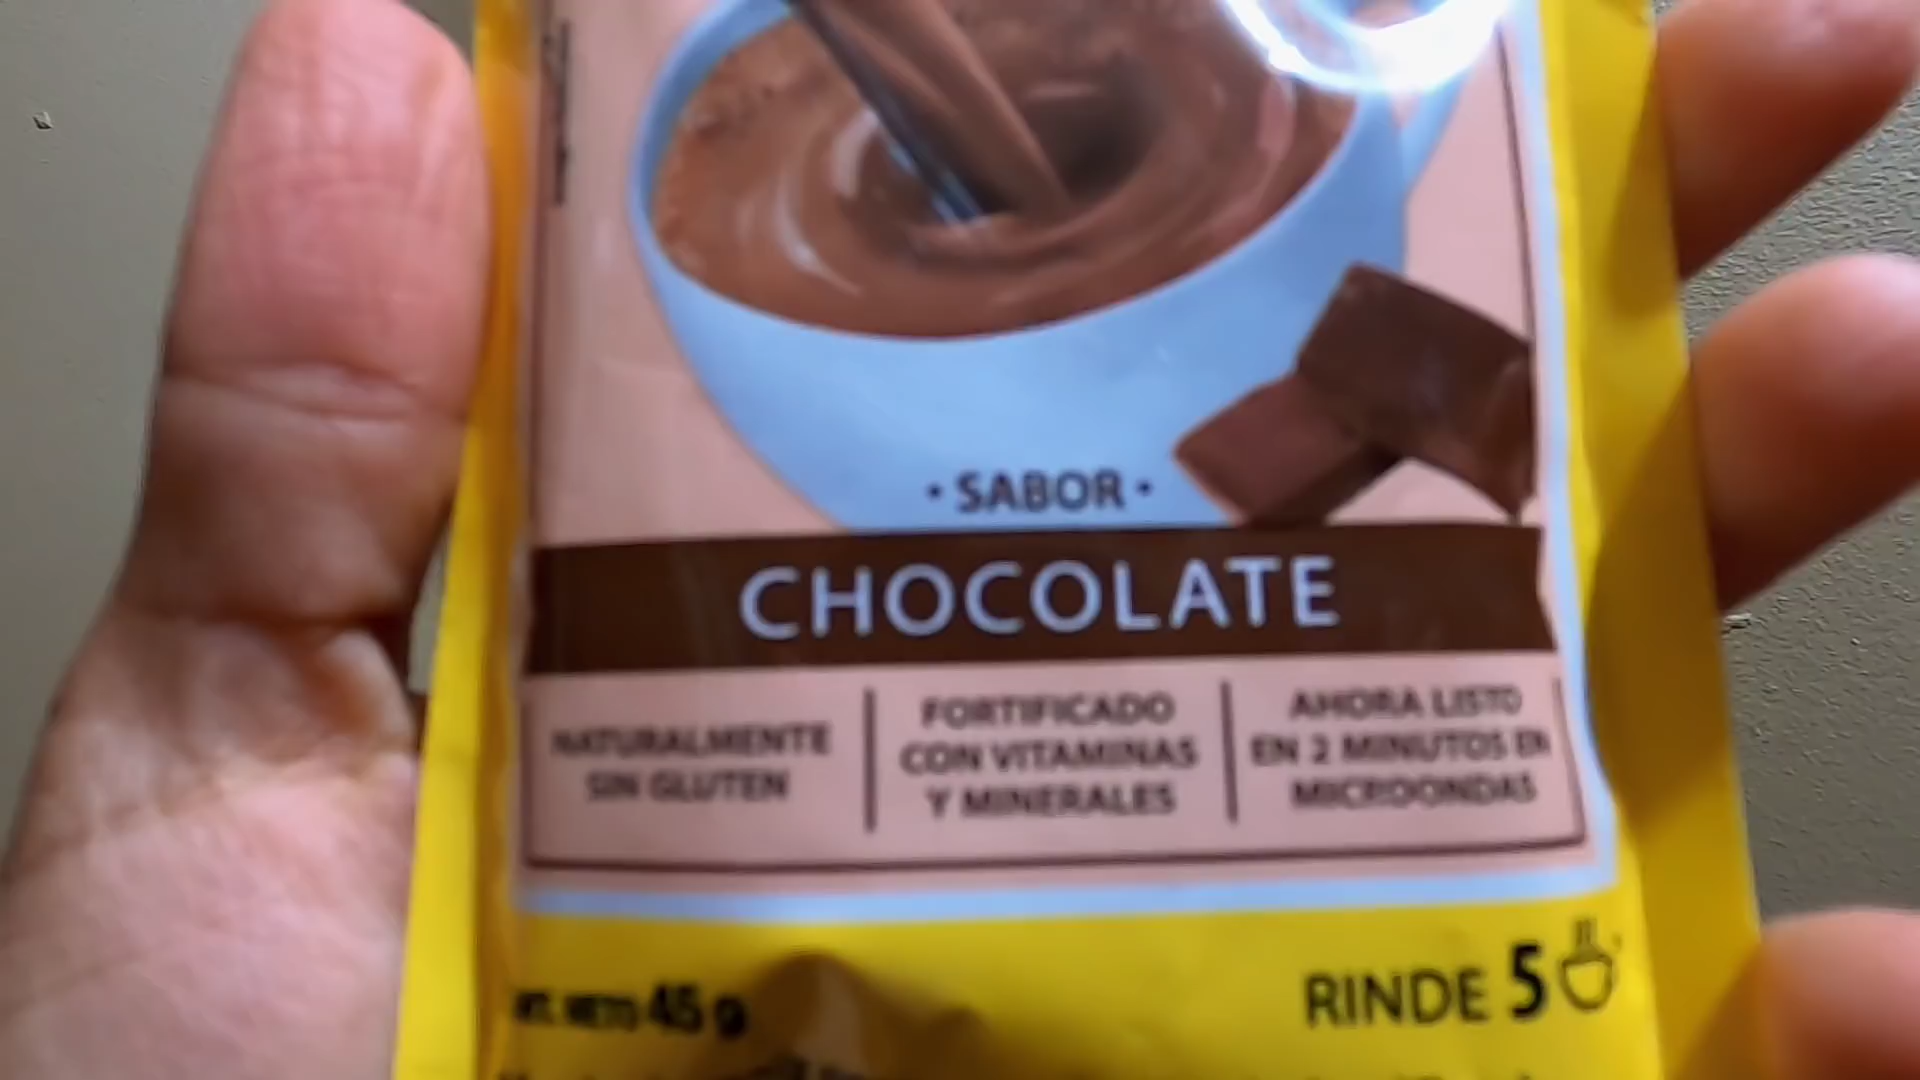 • SABOR •
CHOCOLATE
NATURALMENTE
SIN GLUTEN
FORTIFICADO
CON VITAMINAS
Y MINERALES
AHORA LISTO
EN 2 MINUTOS EN
MICROONDAS
NETO 45 g
RINDE 5